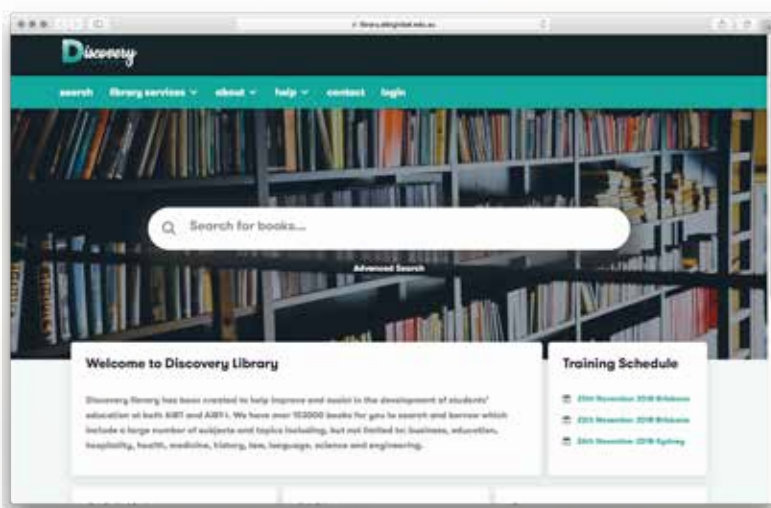 Discovery
search library services about help contact login
Search for books...
Advanced Search
Welcome to Discovery Library
Discovery library has been created to help improve and assist in the development of students'
education at both AIBT and AIBT-I. We have over 102000 books for you to search and borrow which
include a large number of subjects and topics including, but not limited to: business, education,
hospitality, health, medicine, history, law, language, science and engineering.
Training Schedule
November 2018 Brisbane
November 2018 Brisbane
November 2018 Sydney